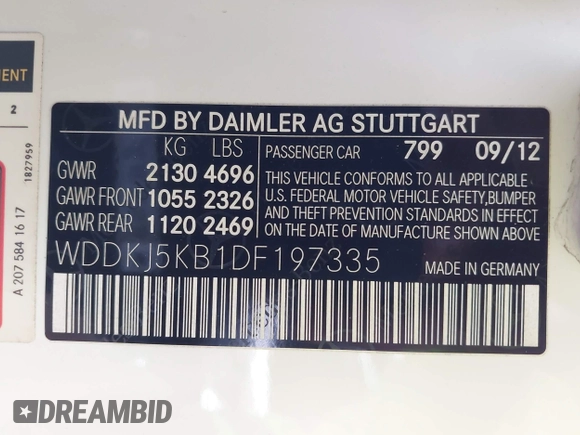 MENT
2
1827959
A 207 584 16 17
MFD BY DAIMLER AG STUTTGART
KG LBS
GVWR 2130 4696
GAWR FRONT 1055 2326
GAWR REAR 1120 2469
PASSENGER CAR 799 09/12
THIS VEHICLE CONFORMS TO ALL APPLICABLE
U.S. FEDERAL MOTOR VEHICLE SAFETY,BUMPER
AND THEFT PREVENTION STANDARDS IN EFFECT
ON THE DATE OF MANUFACTURE SHOWN ABOVE.
WDDKJ5KB1DF197335
MADE IN GERMANY
DREAMBID